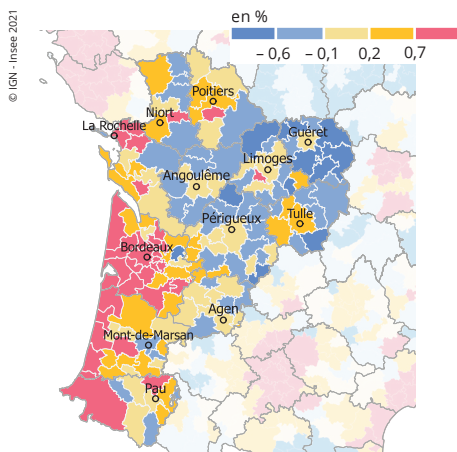 en %
– 0,6 – 0,1 0,2 0,7
© IGN - Insee 2021
Poitiers
Niort
La Rochelle
Guéret
Limoges
Angoulême
Périgueux
Tulle
Bordeaux
Agen
Mont-de-Marsan
Pau